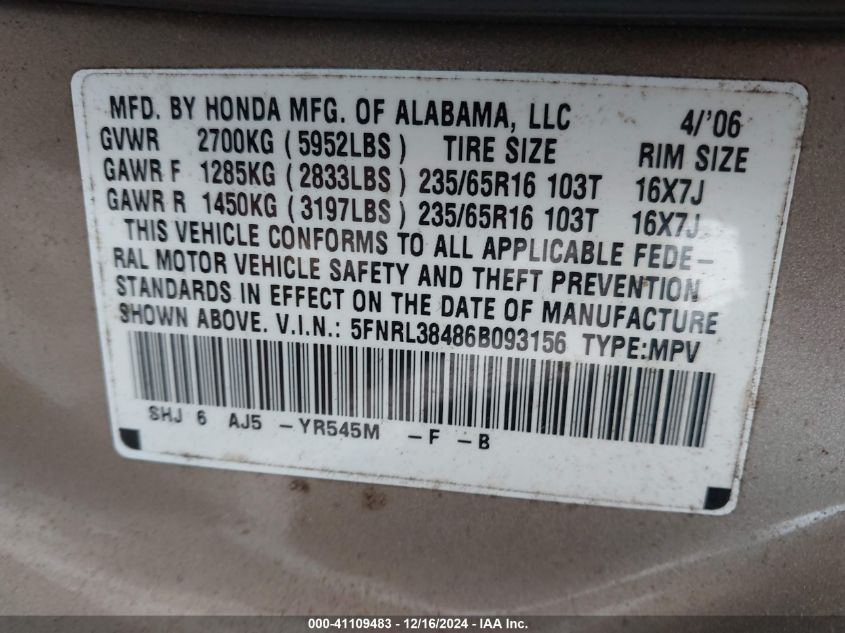 MFD. BY HONDA MFG. OF ALABAMA, LLC 4/'06
GVWR 2700KG (5952LBS) TIRE SIZE RIM SIZE
GAWR F 1285KG (2833LBS) 235/65R16 103T 16X7J
GAWR R 1450KG (3197LBS) 235/65R16 103T 16X7J
THIS VEHICLE CONFORMS TO ALL APPLICABLE FEDE-
RAL MOTOR VEHICLE SAFETY AND THEFT PREVENTION
STANDARDS IN EFFECT ON THE DATE OF MANUFACTURE
SHOWN ABOVE. V.I.N.: 5FNRL38486B093156 TYPE:MPV
SHJ 6 AJ5 -YR545M -F -B
000-41109483 - 12/16/2024 - IAA Inc.